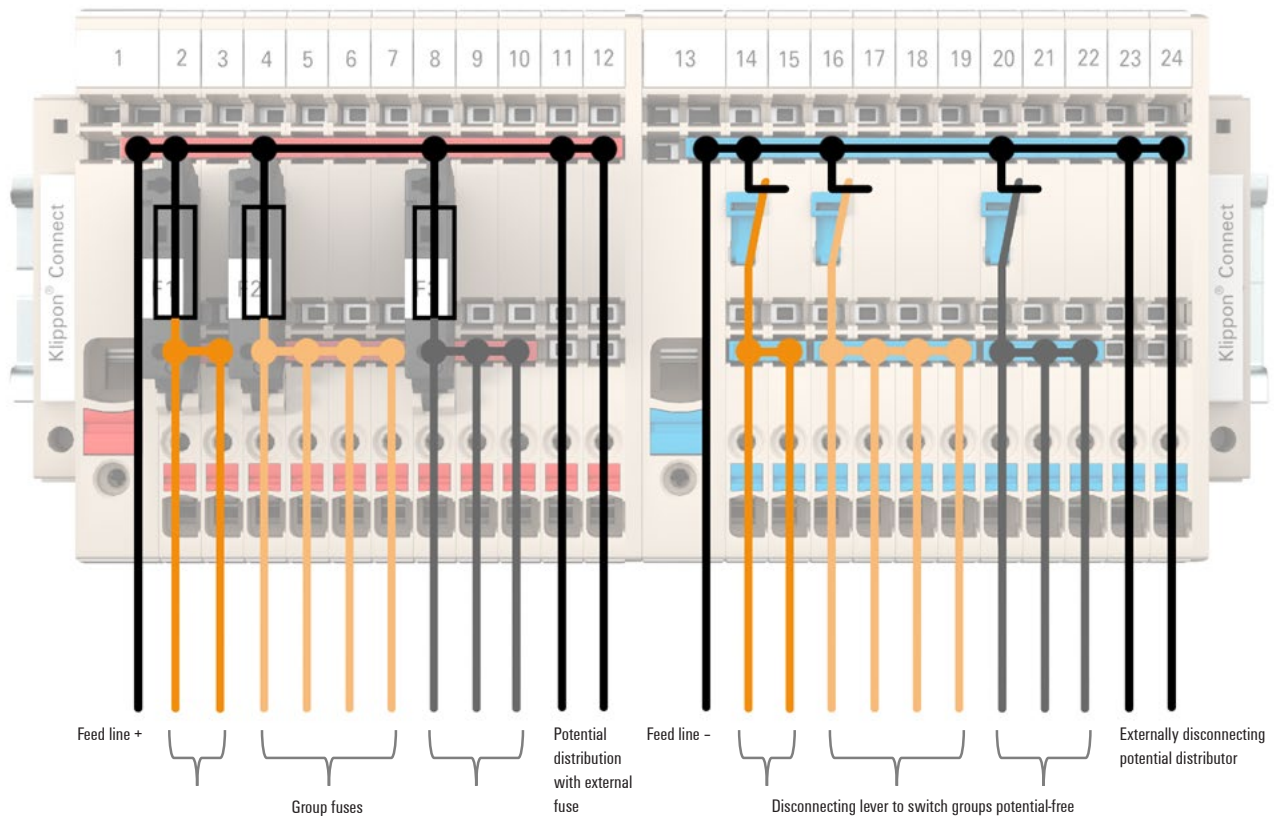 1 2 3 4 5 6 7 8 9 10 11 12 13 14 15 16 17 18 19 20 21 22 23 24
Klippon® Connect
Klippon® Connect
F1 F2 F3
Feed line +
Group fuses
Potential
distribution
with external
fuse
Feed line –
Disconnecting lever to switch groups potential-free
Externally disconnecting
potential distributor